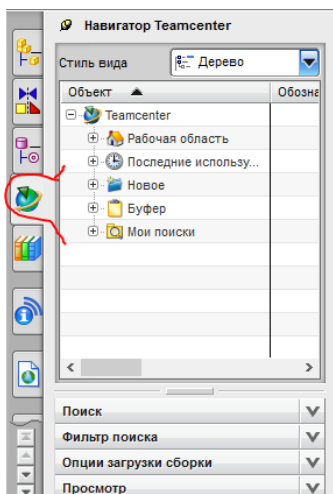 Навигатор Teamcenter
Стиль вида Дерево
Объект Обозна
Teamcenter
Рабочая область
Последние использу...
Новое
Буфер
Мои поиски
Поиск
Фильтр поиска
Опции загрузки сборки
Просмотр